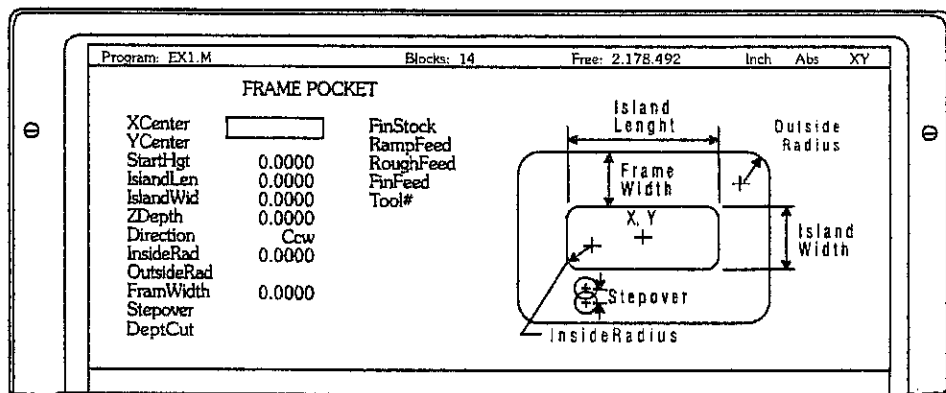 Program: EX1.M Blocks: 14 Free: 2.178.492 Inch Abs XY
FRAME POCKET
XCenter
YCenter
StartHgt 0.0000
IslandLen 0.0000
IslandWid 0.0000
ZDepth 0.0000
Direction Ccw
InsideRad 0.0000
OutsideRad
FramWidth 0.0000
Stepover
DeptCut
FinStock
RampFeed
RoughFeed
FinFeed
Tool#
Island
Lenght
Outside
Radius
Frame
Width
X, Y
Island
Width
Stepover
InsideRadius